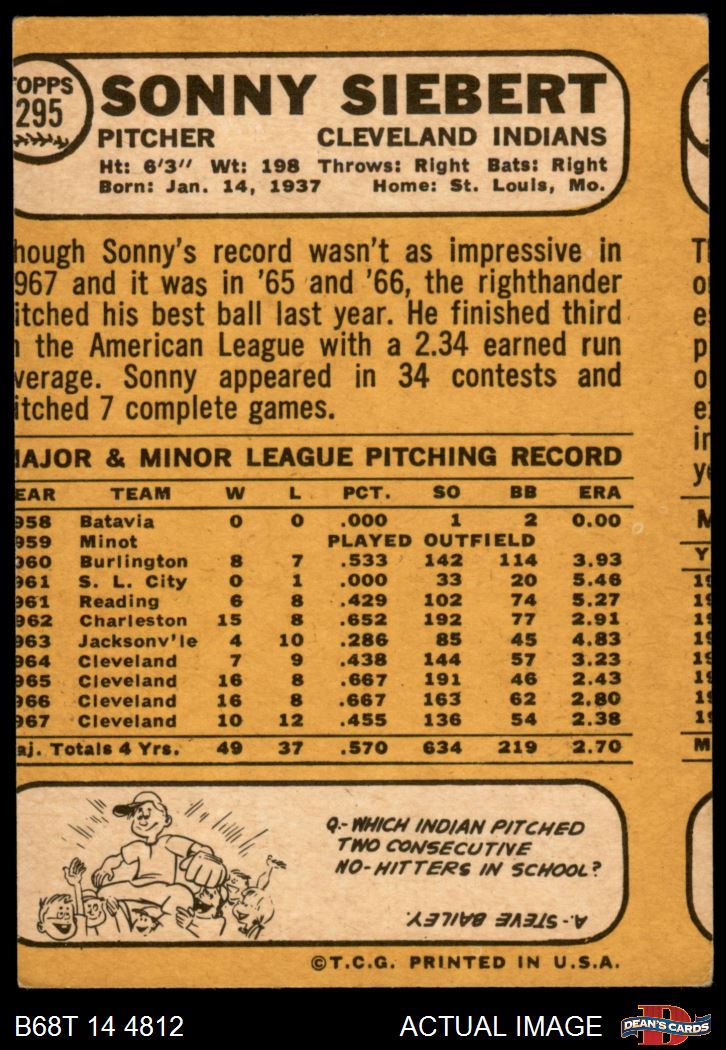 TOPPS
295
SONNY SIEBERT
PITCHER CLEVELAND INDIANS
Ht: 6'3" Wt: 198 Throws: Right Bats: Right
Born: Jan. 14, 1937 Home: St. Louis, Mo.
hough Sonny's record wasn't as impressive in
967 and it was in '65 and '66, the righthander
itched his best ball last year. He finished third
the American League with a 2.34 earned run
verage. Sonny appeared in 34 contests and
itched 7 complete games.
AJOR & MINOR LEAGUE PITCHING RECORD
EAR TEAM W L PCT. SO BB ERA
958 Batavia 0 0 .000 1 2 0.00
959 Minot PLAYED OUTFIELD
960 Burlington 8 7 .533 142 114 3.93
961 S. L. City 0 1 .000 33 20 5.46
961 Reading 6 8 .429 102 74 5.27
962 Charleston 15 8 .652 192 77 2.91
963 Jacksonv'le 4 10 .286 85 45 4.83
964 Cleveland 7 9 .438 144 57 3.23
965 Cleveland 16 8 .667 191 46 2.43
966 Cleveland 16 8 .667 163 62 2.80
967 Cleveland 10 12 .455 136 54 2.38
aj. Totals 4 Yrs. 49 37 .570 634 219 2.70
Q.-WHICH INDIAN PITCHED
TWO CONSECUTIVE
NO-HITTERS IN SCHOOL?
A. STEVE BAILEY.
©T.C.G. PRINTED IN U.S.A.
B68T 14 4812 ACTUAL IMAGE
D
DEAN'S CARDS